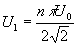 U₁ = n π U₀ / 2√2